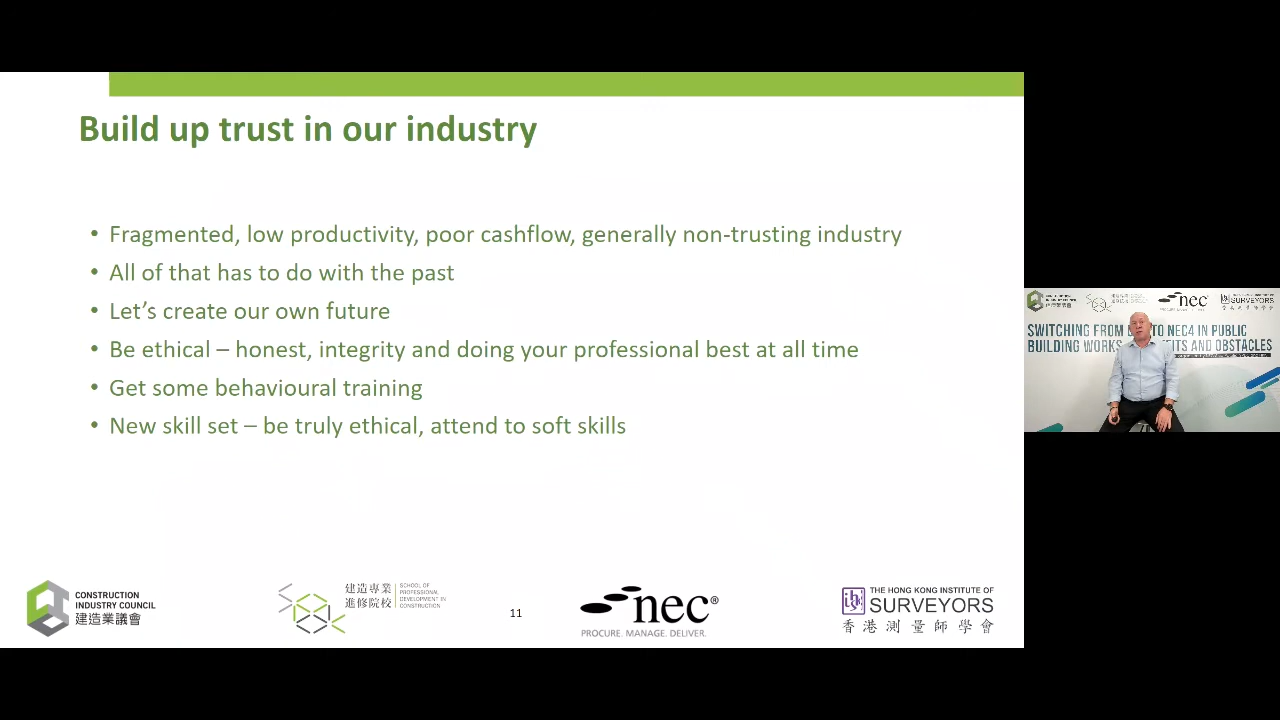 Build up trust in our industry
• Fragmented, low productivity, poor cashflow, generally non-trusting industry
• All of that has to do with the past
• Let’s create our own future
• Be ethical – honest, integrity and doing your professional best at all time
• Get some behavioural training
• New skill set – be truly ethical, attend to soft skills
CONSTRUCTION
INDUSTRY COUNCIL
建造業議會
建造專業
進修院校
SCHOOL OF
PROFESSIONAL
DEVELOPMENT IN
CONSTRUCTION
11
nec®
PROCURE. MANAGE. DELIVER.
THE HONG KONG INSTITUTE OF
SURVEYORS
香港測量師學會
nec
SURVEYORS
SWITCHING FROM TO NEC4 IN PUBLIC
BUILDING WORKS AND OBSTACLES